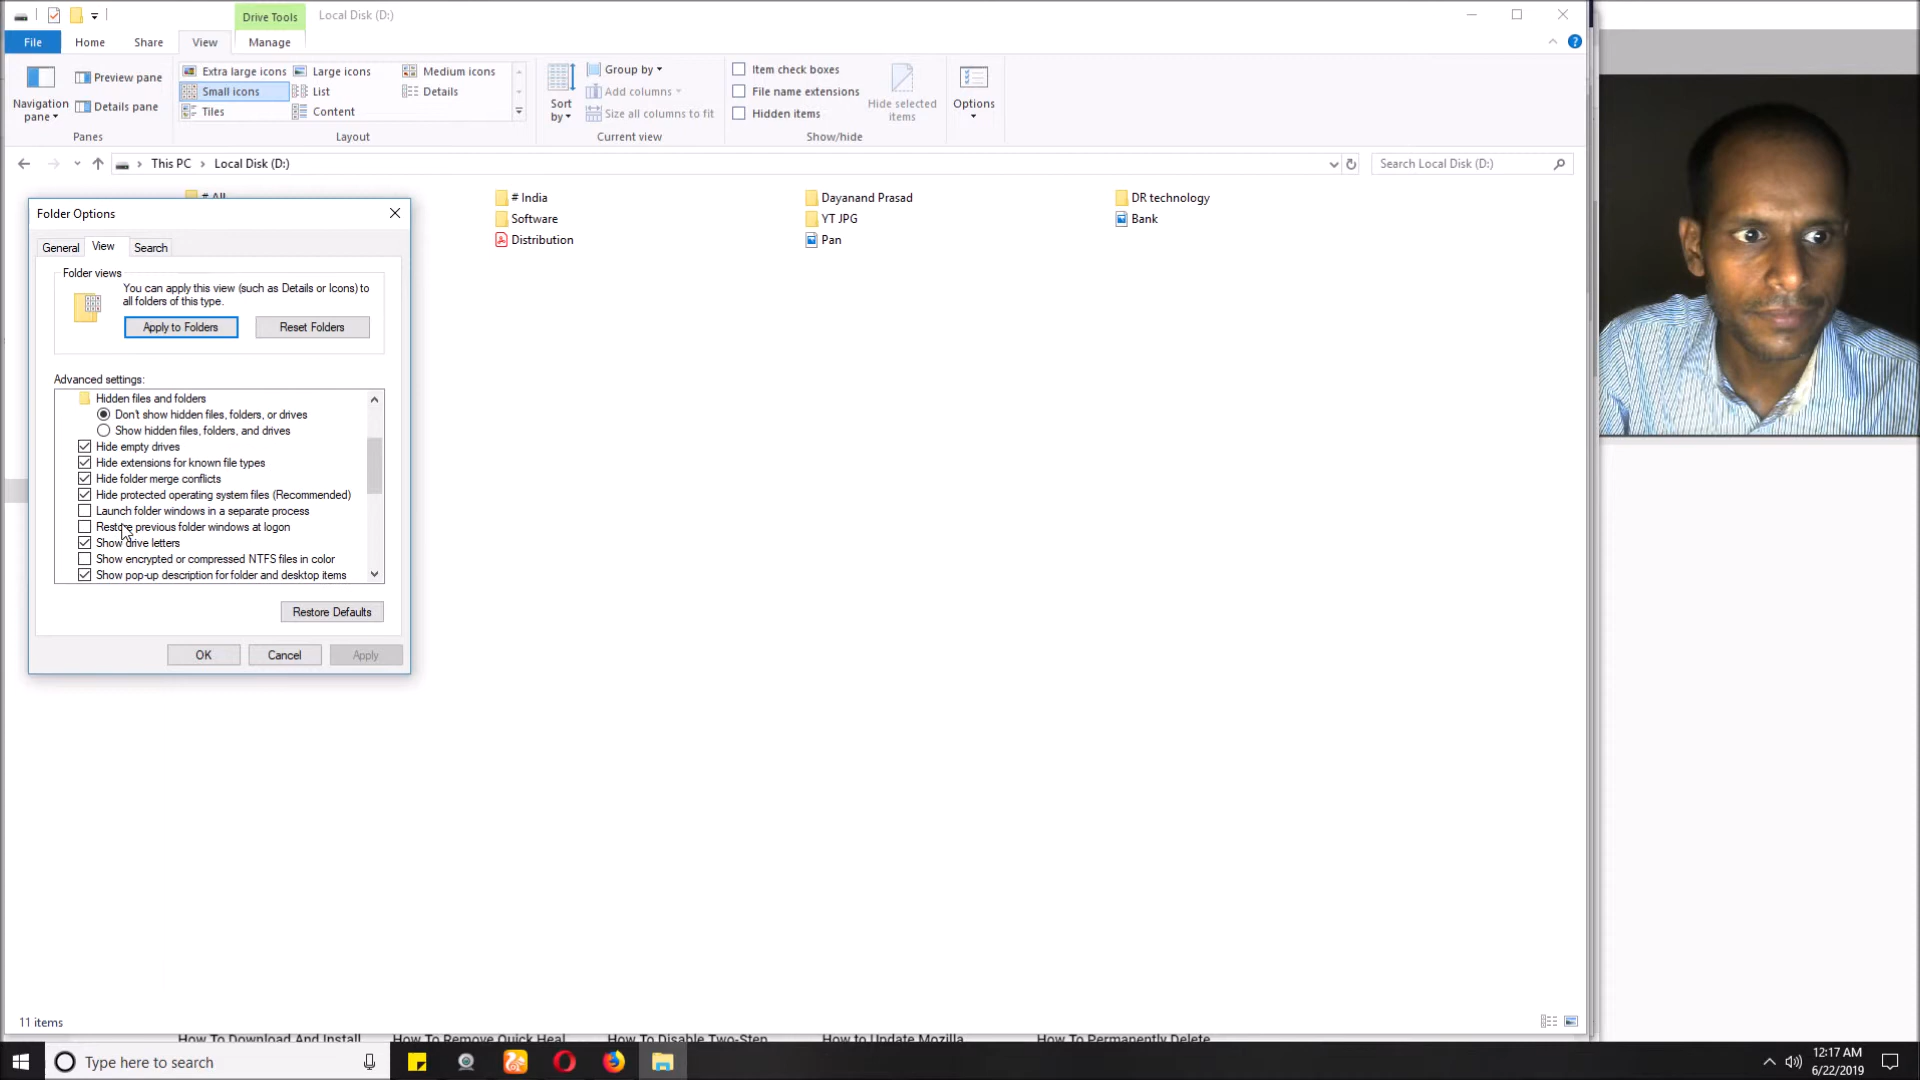 Drive Tools
Local Disk (D:)
File
Home
Share
View
Manage
Navigation pane
Preview pane
Details pane
Panes
Extra large icons
Large icons
Medium icons
Small icons
List
Details
Tiles
Content
Layout
Sort by
Group by
Add columns
Size all columns to fit
Current view
Item check boxes
File name extensions
Hidden items
Hide selected items
Show/hide
Options
This PC
Local Disk (D:)
Search Local Disk (D:)
# All
# India
Dayanand Prasad
DR technology
Software
YT JPG
Bank
Distribution
Pan
Folder Options
General
View
Search
Folder views
You can apply this view (such as Details or Icons) to
all folders of this type.
Apply to Folders
Reset Folders
Advanced settings:
Hidden files and folders
Don't show hidden files, folders, or drives
Show hidden files, folders, and drives
Hide empty drives
Hide extensions for known file types
Hide folder merge conflicts
Hide protected operating system files (Recommended)
Launch folder windows in a separate process
Restore previous folder windows at logon
Show drive letters
Show encrypted or compressed NTFS files in color
Show pop-up description for folder and desktop items
Restore Defaults
OK
Cancel
Apply
11 items
How To Download And Install
How To Remove Quick Heal
How To Disable Two-Step
How to Update Mozilla
How To Permanently Delete
Type here to search
12:17 AM
6/22/2019